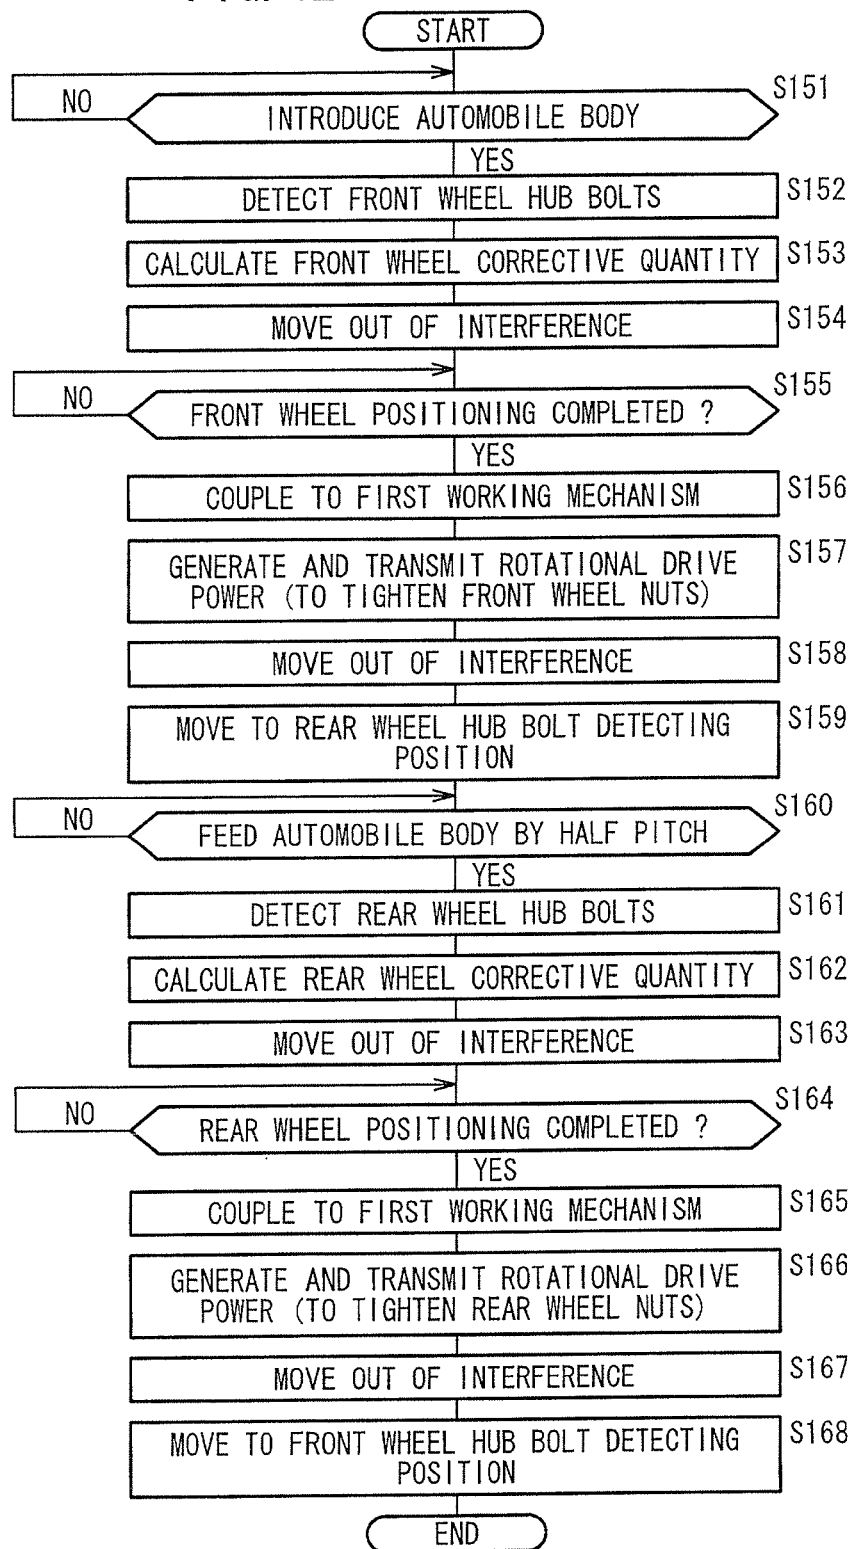 START
NO
INTRODUCE AUTOMOBILE BODY
S151
YES
DETECT FRONT WHEEL HUB BOLTS
S152
CALCULATE FRONT WHEEL CORRECTIVE QUANTITY
S153
MOVE OUT OF INTERFERENCE
S154
NO
FRONT WHEEL POSITIONING COMPLETED ?
S155
YES
COUPLE TO FIRST WORKING MECHANISM
S156
GENERATE AND TRANSMIT ROTATIONAL DRIVE
POWER (TO TIGHTEN FRONT WHEEL NUTS)
S157
MOVE OUT OF INTERFERENCE
S158
MOVE TO REAR WHEEL HUB BOLT DETECTING
POSITION
S159
NO
FEED AUTOMOBILE BODY BY HALF PITCH
S160
YES
DETECT REAR WHEEL HUB BOLTS
S161
CALCULATE REAR WHEEL CORRECTIVE QUANTITY
S162
MOVE OUT OF INTERFERENCE
S163
NO
REAR WHEEL POSITIONING COMPLETED ?
S164
YES
COUPLE TO FIRST WORKING MECHANISM
S165
GENERATE AND TRANSMIT ROTATIONAL DRIVE
POWER (TO TIGHTEN REAR WHEEL NUTS)
S166
MOVE OUT OF INTERFERENCE
S167
MOVE TO FRONT WHEEL HUB BOLT DETECTING
POSITION
S168
END